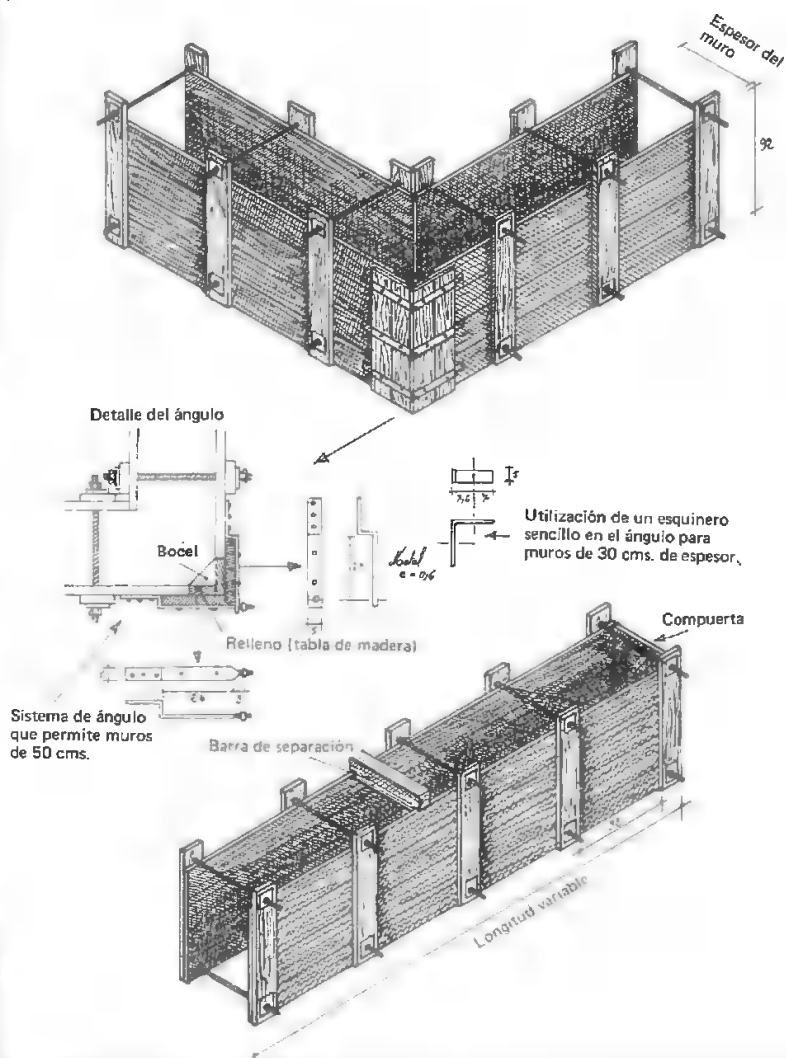 Espesor del
muro
92
Detalle del ángulo
Bocel
Utilización de un esquinero
sencillo en el ángulo para
muros de 30 cms. de espesor.
Relleno (tabla de madera)
Compuerta
Sistema de ángulo
que permite muros
de 50 cms.
Barra de separación
Longitud variable